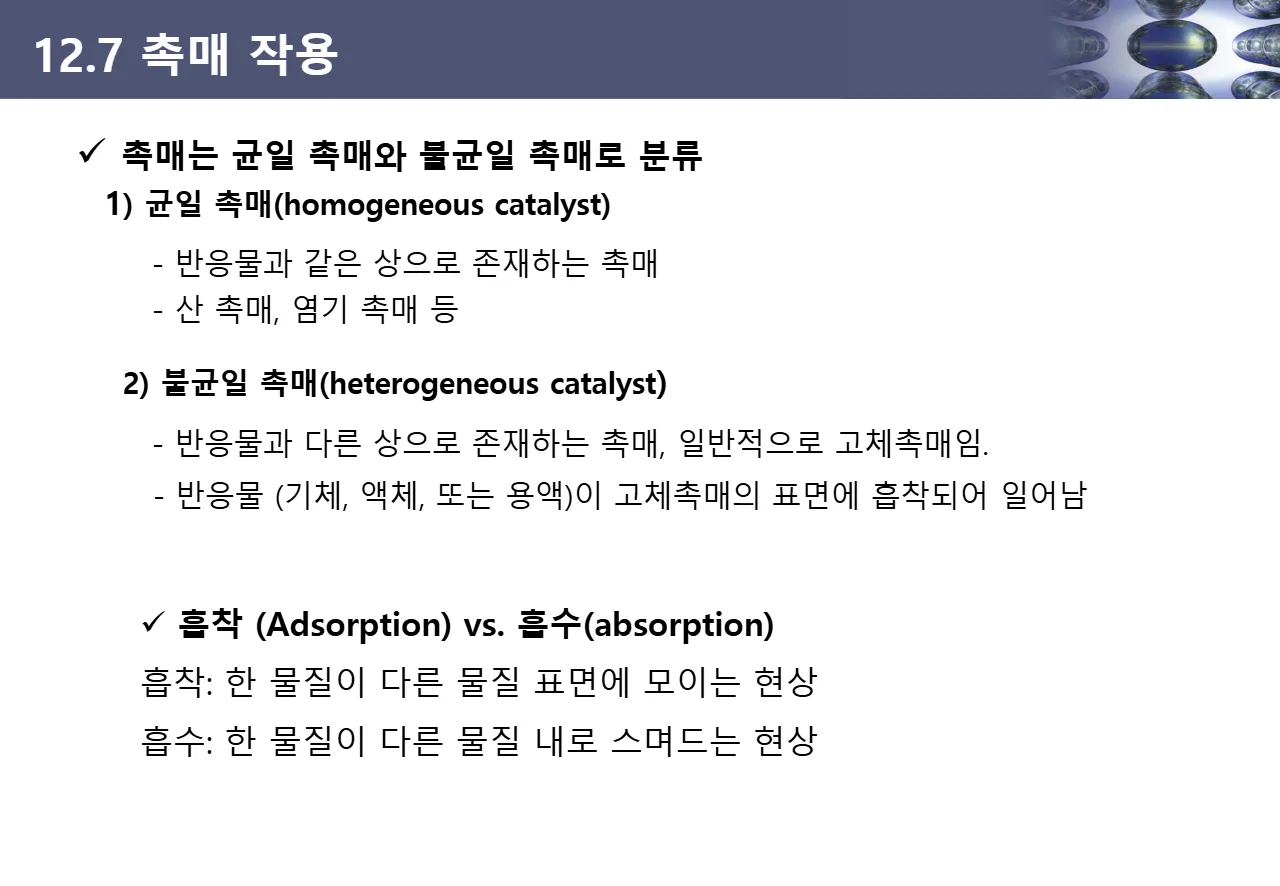 12.7 촉매 작용
✓ 촉매는 균일 촉매와 불균일 촉매로 분류
1) 균일 촉매(homogeneous catalyst)
- 반응물과 같은 상으로 존재하는 촉매
- 산 촉매, 염기 촉매 등
2) 불균일 촉매(heterogeneous catalyst)
- 반응물과 다른 상으로 존재하는 촉매, 일반적으로 고체촉매임.
- 반응물 (기체, 액체, 또는 용액)이 고체촉매의 표면에 흡착되어 일어남
✓ 흡착 (Adsorption) vs. 흡수(absorption)
흡착: 한 물질이 다른 물질 표면에 모이는 현상
흡수: 한 물질이 다른 물질 내로 스며드는 현상